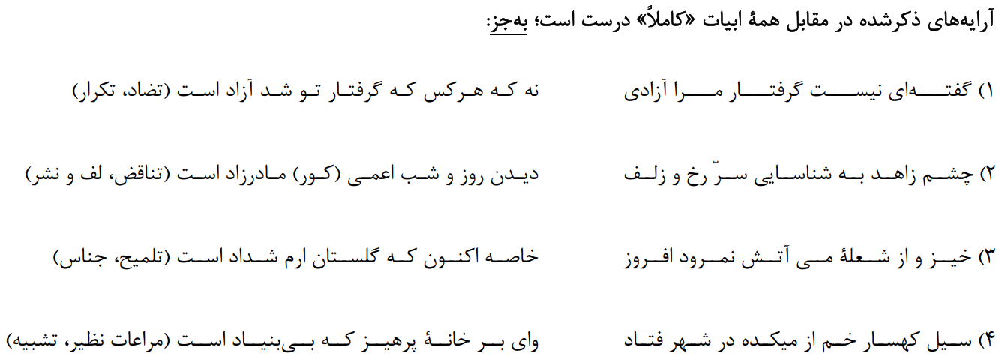 آرایه‌های ذکرشده در مقابل همهٔ ابیات «کاملاً» درست است؛ به‌جز:
۱) گفته‌ای نیست گرفتار مرا آزادی نه که هرکس که گرفتار تو شد آزاد است (تضاد، تکرار)
۲) چشم زاهد به شناسایی سرّ رخ و زلف دیدن روز و شب اعمی (کور) مادرزاد است (تناقض، لف و نشر)
۳) خیز و از شعلهٔ می آتش نمرود افروز خاصه اکنون که گلستان ارم شداد است (تلمیح، جناس)
۴) سیل کهسار خم از میکده در شهر فتاد وای بر خانهٔ پرهیز که بی‌بنیاد است (مراعات نظیر، تشبیه)